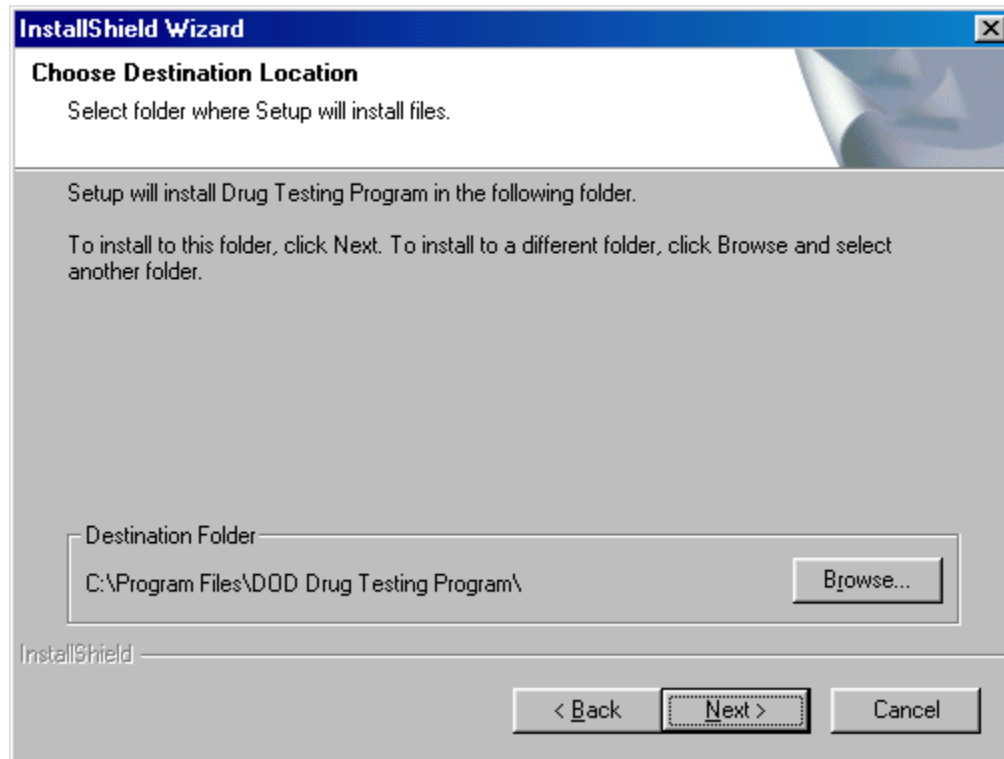 InstallShield Wizard
Choose Destination Location
Select folder where Setup will install files.
Setup will install Drug Testing Program in the following folder.
To install to this folder, click Next. To install to a different folder, click Browse and select
another folder.
Destination Folder
C:\Program Files\DOD Drug Testing Program\
Browse...
InstallShield
< Back
Next >
Cancel